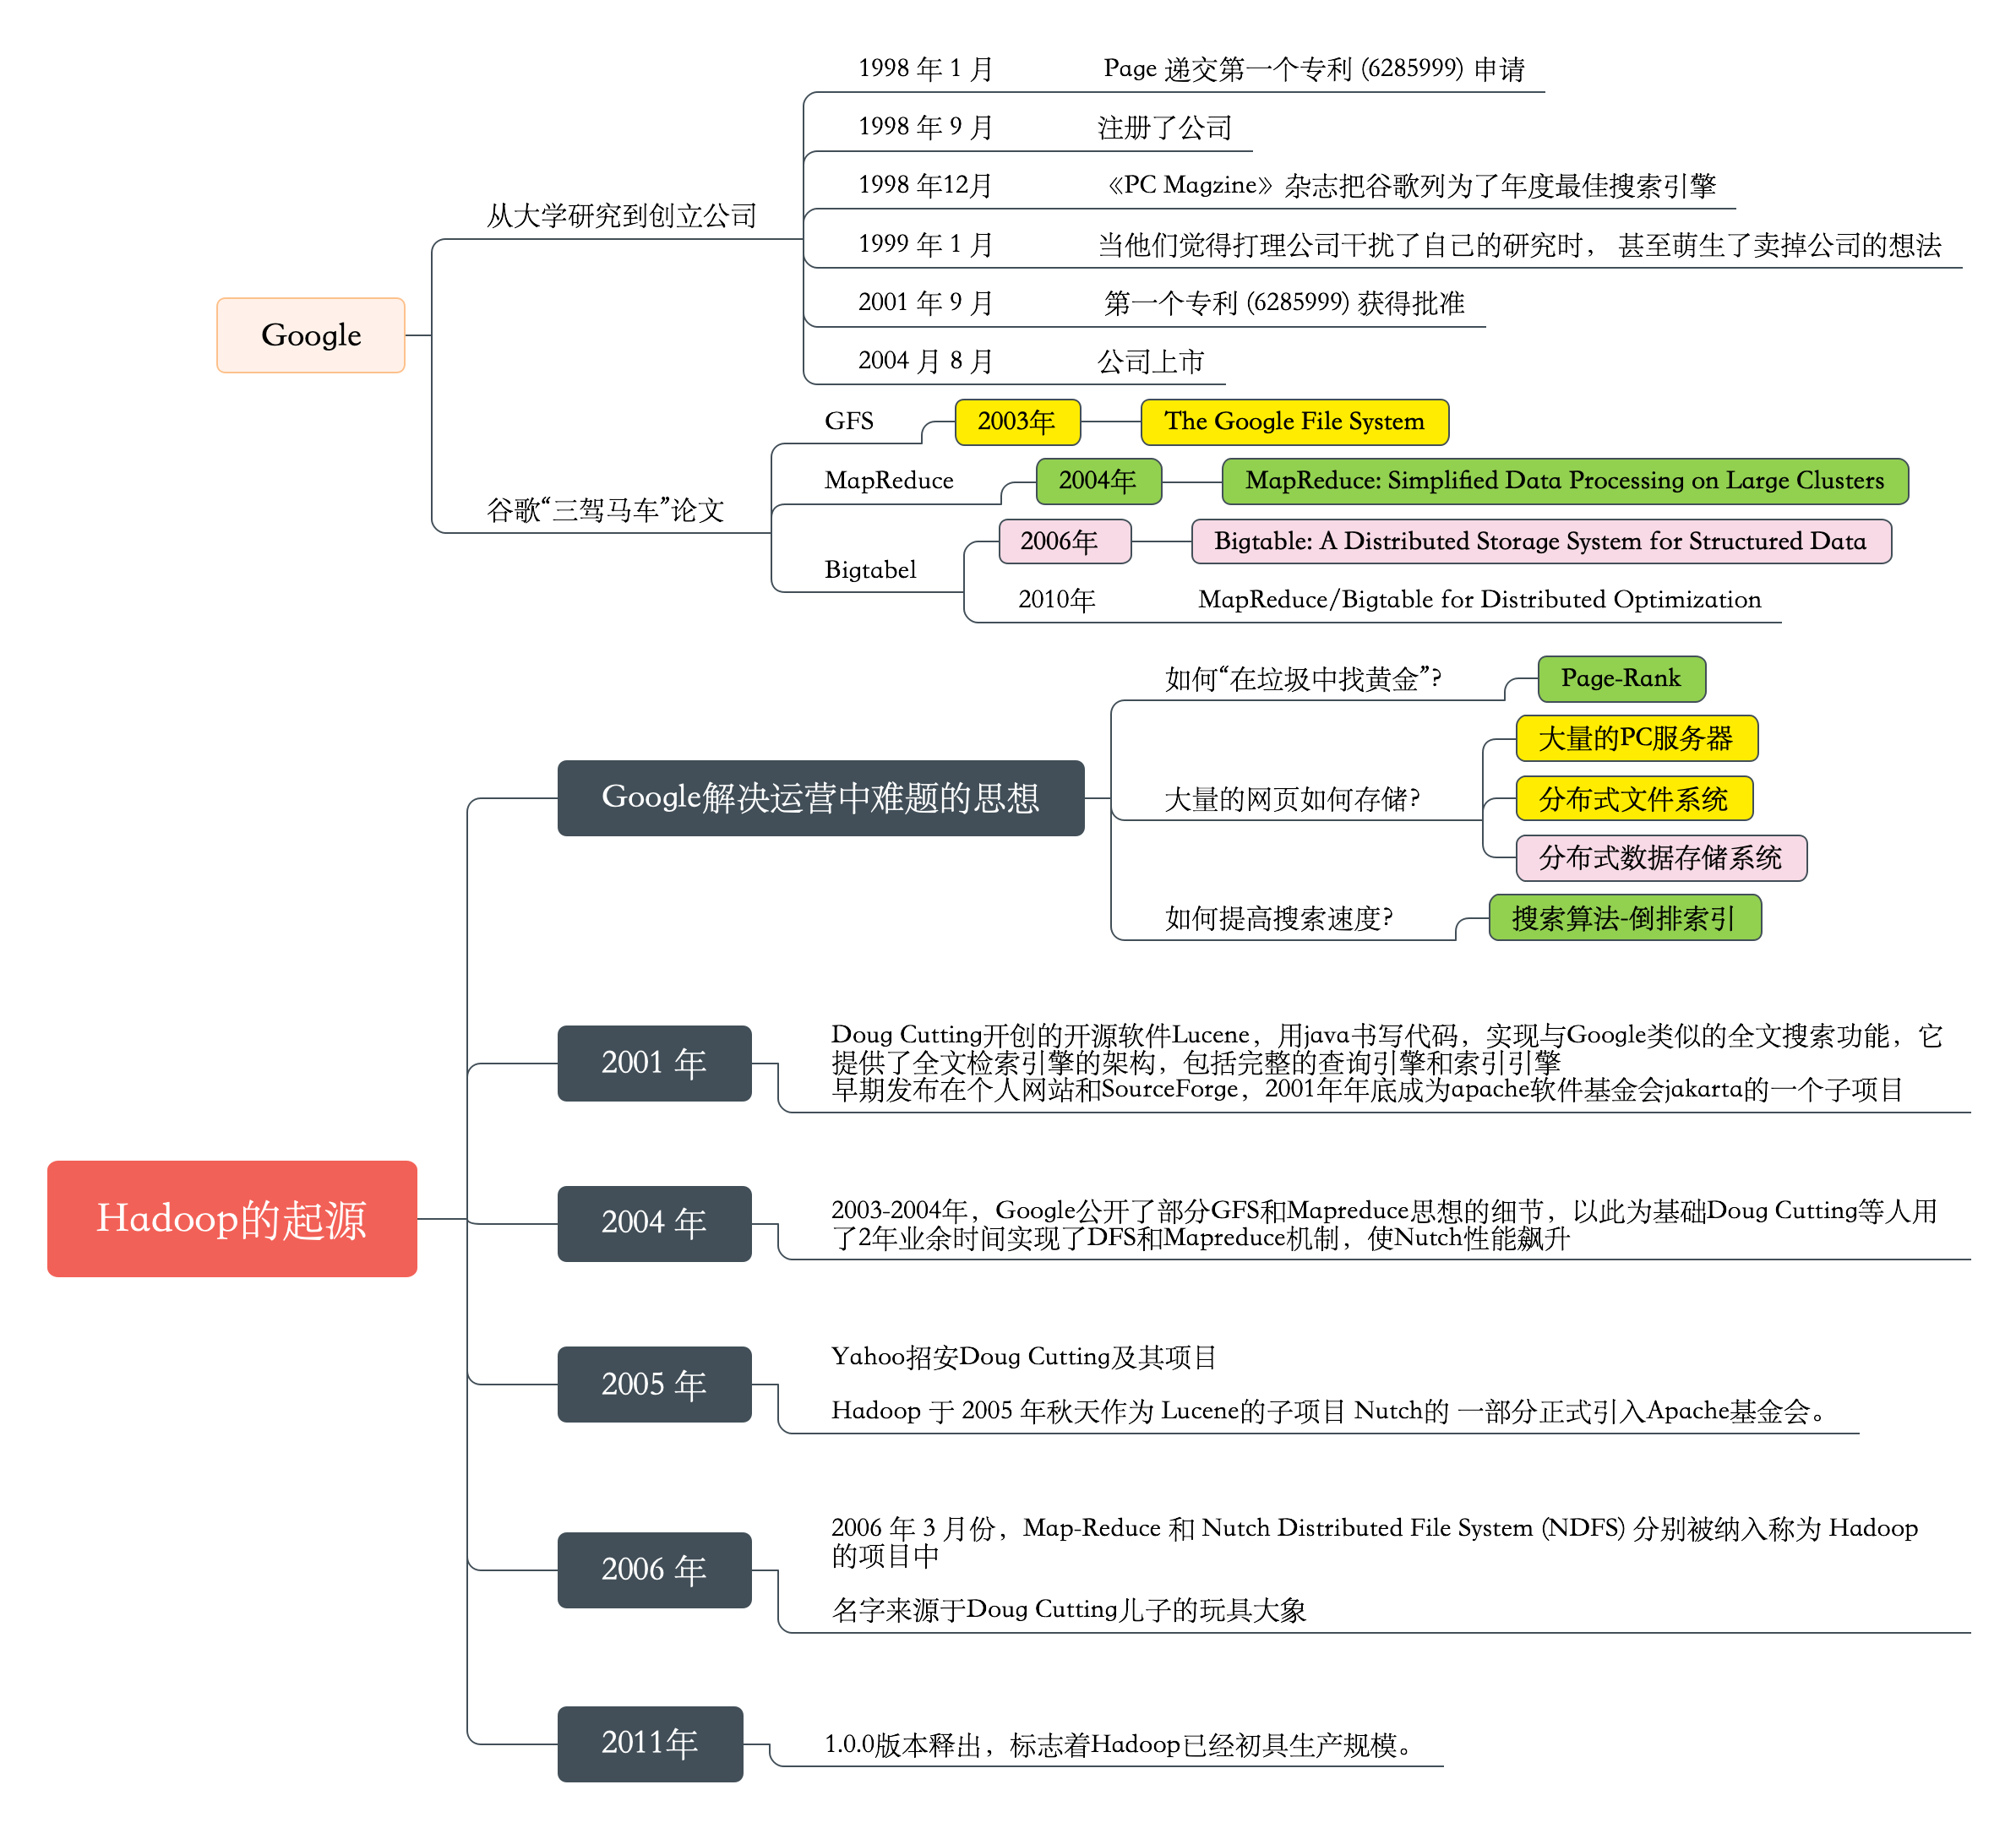 1998 年 1 月 Page 递交第一个专利 (6285999) 申请
1998 年 9 月 注册了公司
1998 年12月 《PC Magzine》杂志把谷歌列为了年度最佳搜索引擎
从大学研究到创立公司
1999 年 1 月 当他们觉得打理公司干扰了自己的研究时， 甚至萌生了卖掉公司的想法
2001 年 9 月 第一个专利 (6285999) 获得批准
Google
2004 月 8 月 公司上市
GFS 2003年 The Google File System
MapReduce 2004年 MapReduce: Simplified Data Processing on Large Clusters
谷歌“三驾马车”论文
2006年 Bigtable: A Distributed Storage System for Structured Data
Bigtabel
2010年 MapReduce/Bigtable for Distributed Optimization
如何“在垃圾中找黄金”? Page-Rank
大量的PC服务器
Google解决运营中难题的思想
大量的网页如何存储? 分布式文件系统
分布式数据存储系统
如何提高搜索速度? 搜索算法-倒排索引
2001 年
Doug Cutting开创的开源软件Lucene，用java书写代码，实现与Google类似的全文搜索功能，它
提供了全文检索引擎的架构，包括完整的查询引擎和索引引擎
早期发布在个人网站和SourceForge，2001年年底成为apache软件基金会jakarta的一个子项目
Hadoop的起源
2004 年
2003-2004年，Google公开了部分GFS和Mapreduce思想的细节，以此为基础Doug Cutting等人用
了2年业余时间实现了DFS和Mapreduce机制，使Nutch性能飙升
2005 年
Yahoo招安Doug Cutting及其项目
Hadoop 于 2005 年秋天作为 Lucene的子项目 Nutch的 一部分正式引入Apache基金会。
2006 年
2006 年 3 月份，Map-Reduce 和 Nutch Distributed File System (NDFS) 分别被纳入称为 Hadoop
的项目中
名字来源于Doug Cutting儿子的玩具大象
2011年
1.0.0版本释出，标志着Hadoop已经初具生产规模。